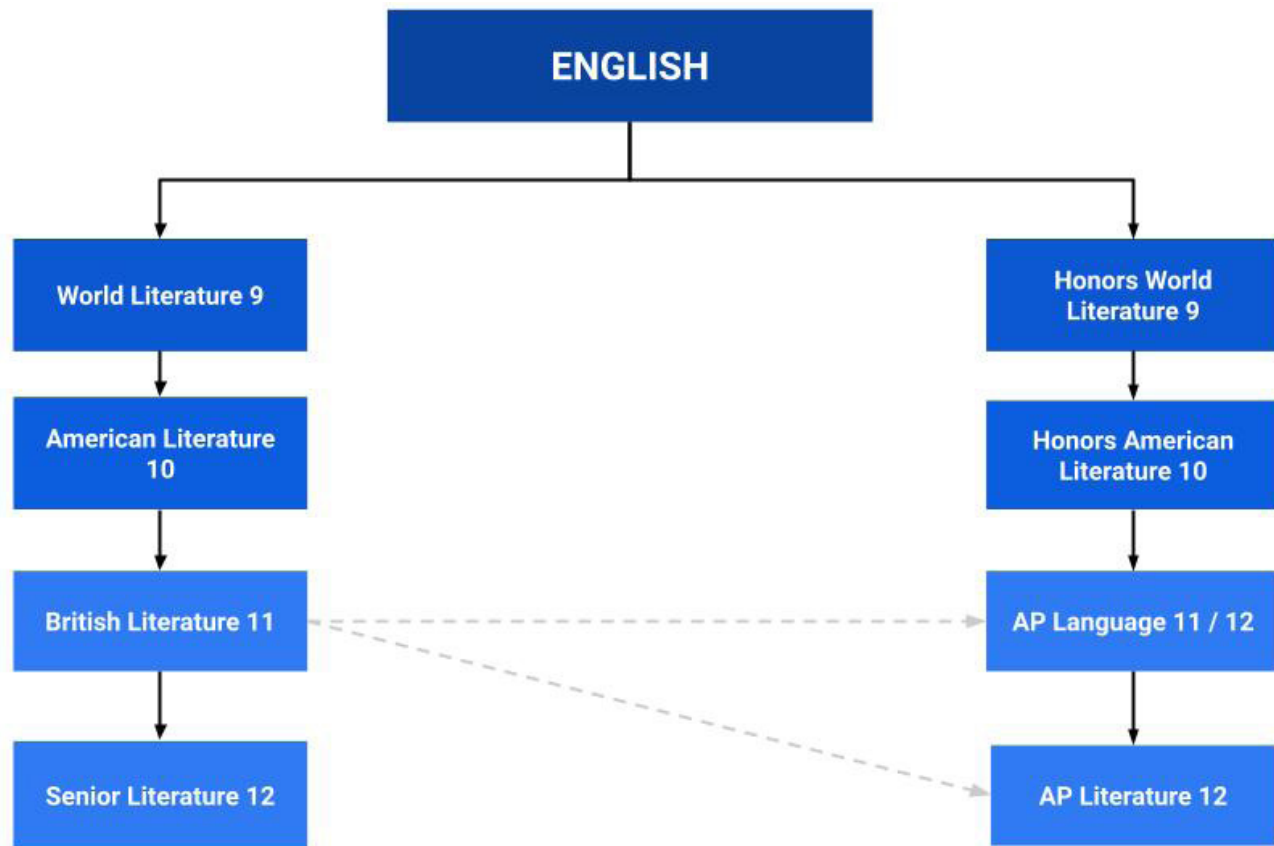 ENGLISH
World Literature 9
Honors World
Literature 9
American Literature
10
Honors American
Literature 10
British Literature 11
AP Language 11 / 12
Senior Literature 12
AP Literature 12